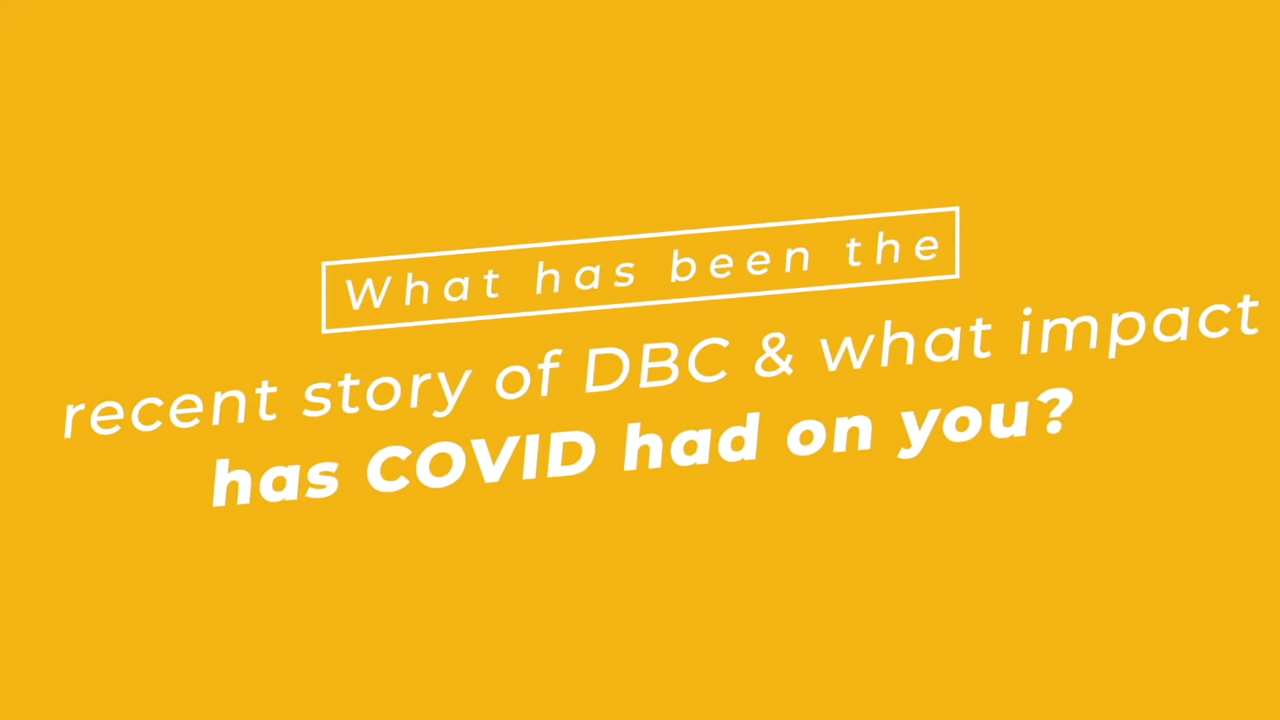 What has been the
recent story of DBC & what impact
has COVID had on you?